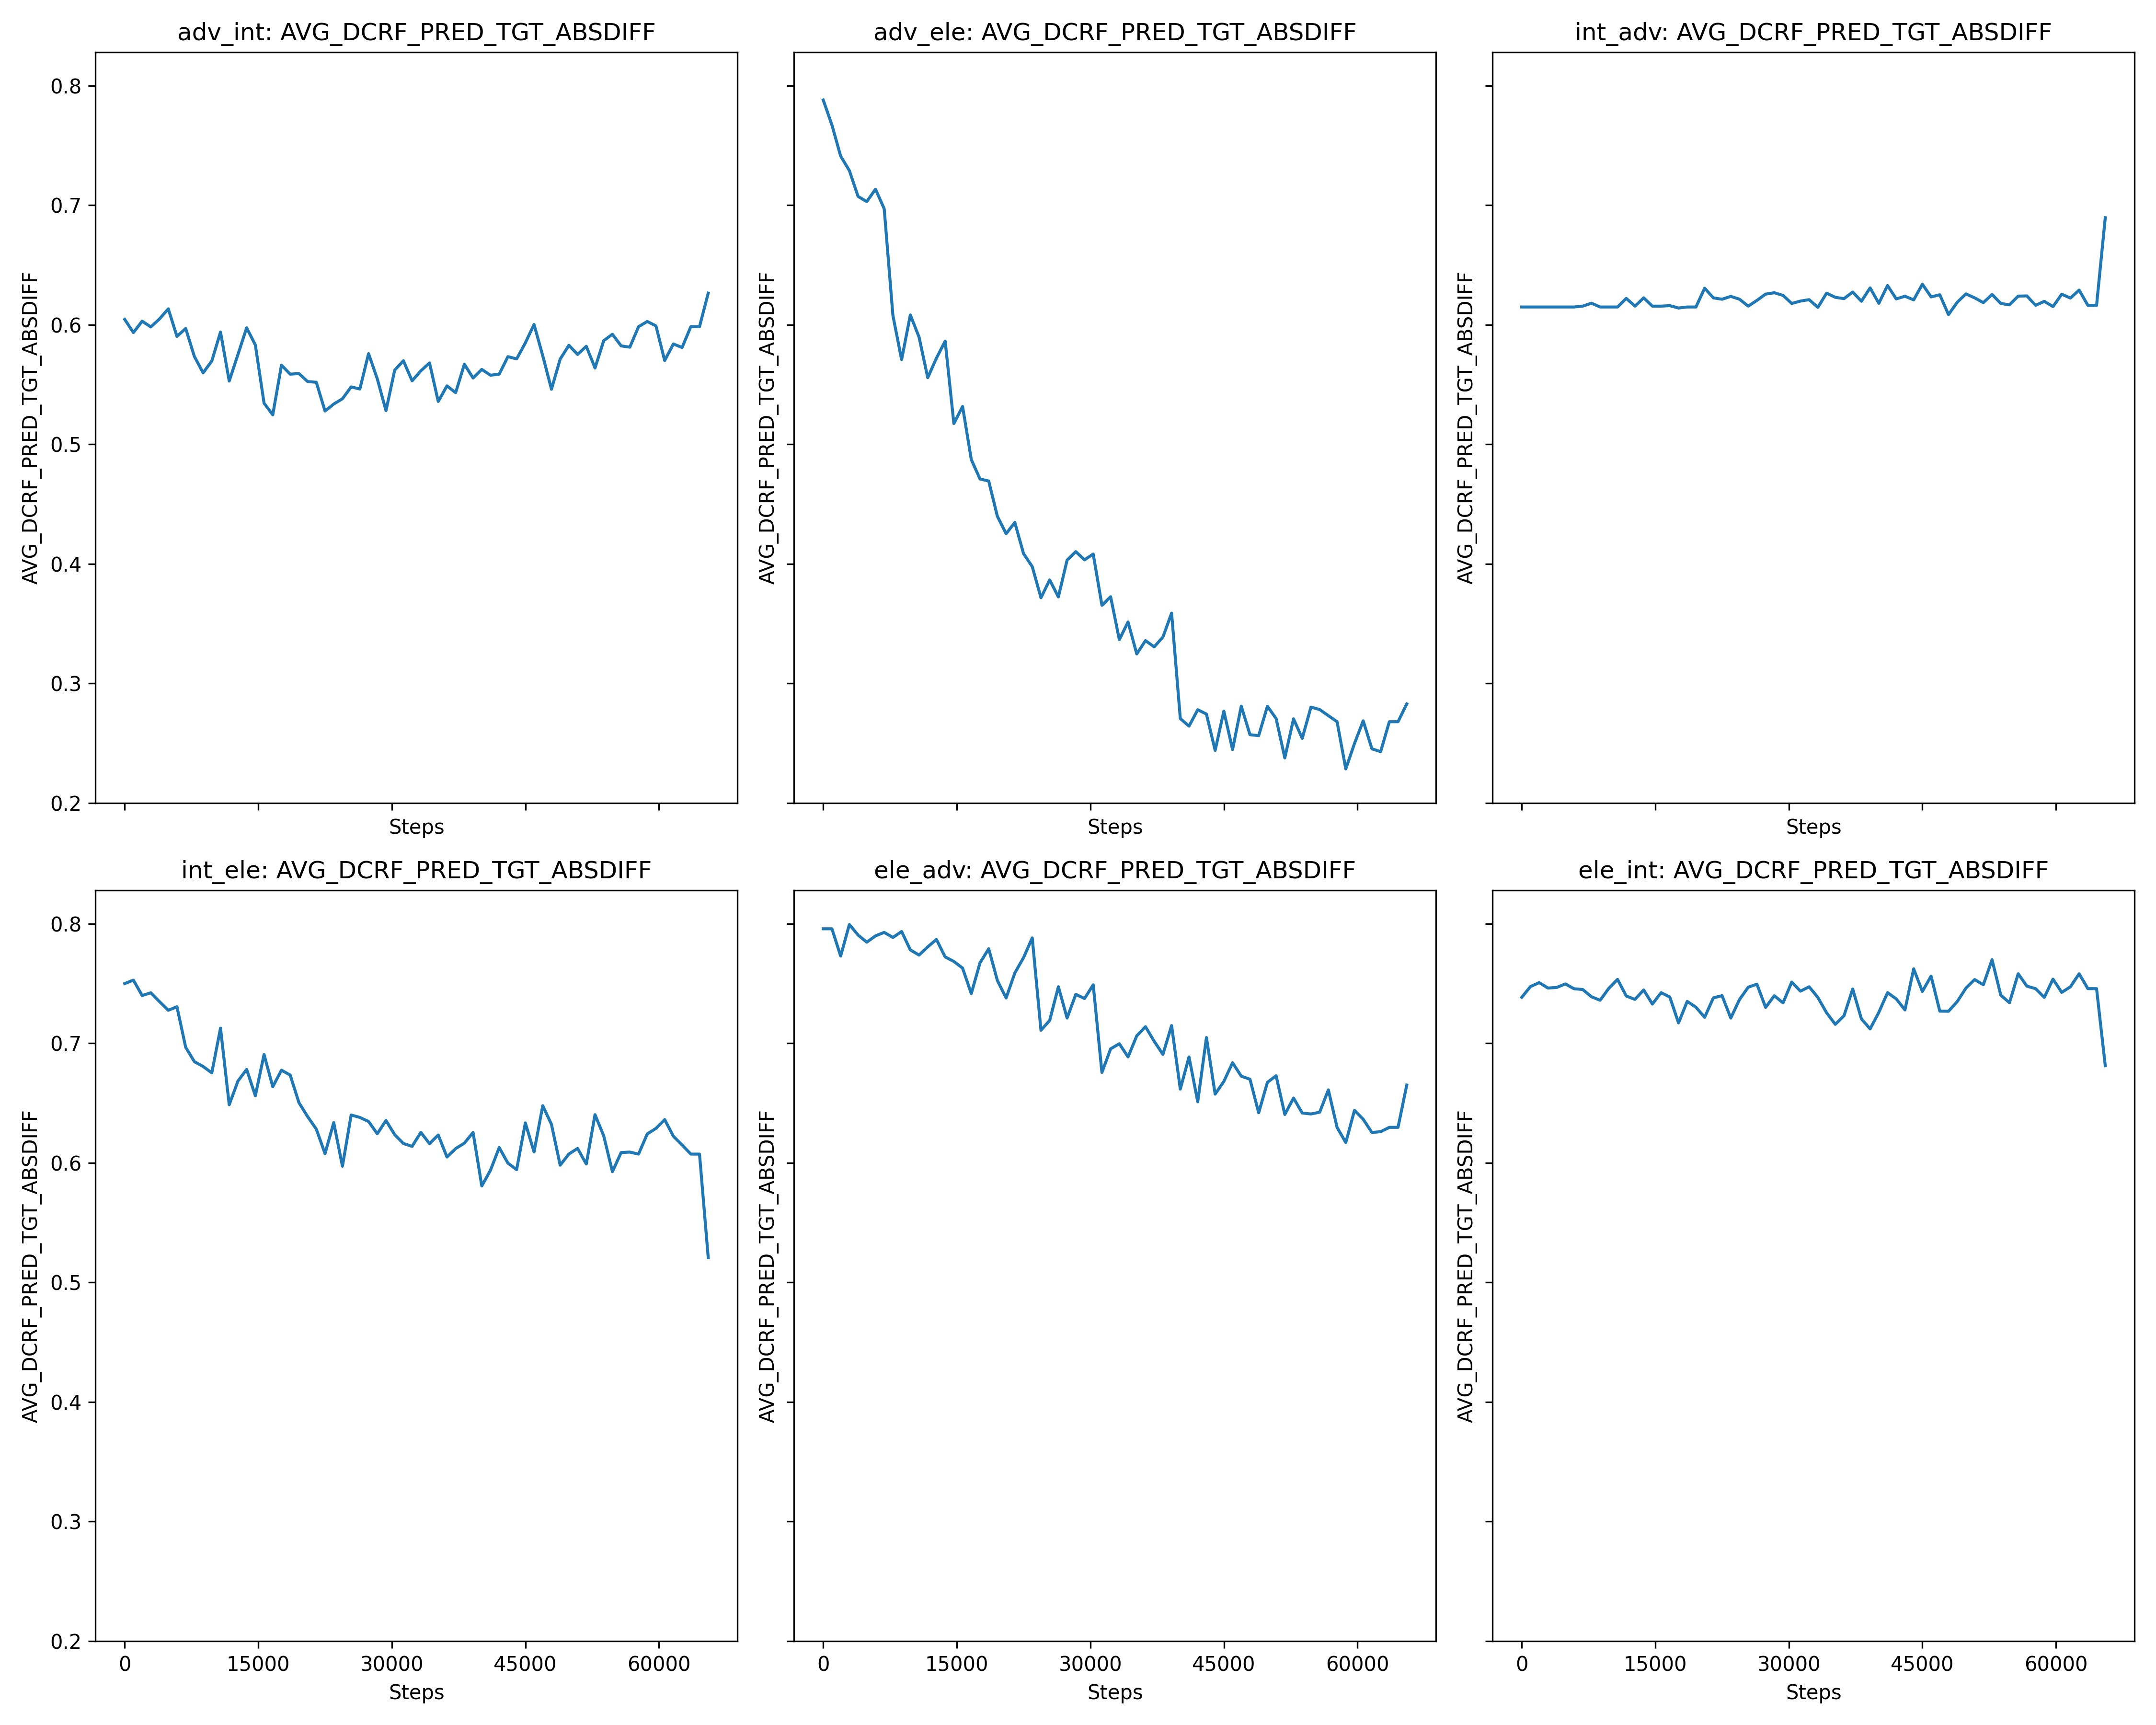 adv_int: AVG_DCRF_PRED_TGT_ABSDIFF
adv_ele: AVG_DCRF_PRED_TGT_ABSDIFF
int_adv: AVG_DCRF_PRED_TGT_ABSDIFF
AVG_DCRF_PRED_TGT_ABSDIFF
0.8
0.7
0.6
0.5
0.4
0.3
0.2
Steps
AVG_DCRF_PRED_TGT_ABSDIFF
Steps
AVG_DCRF_PRED_TGT_ABSDIFF
Steps
int_ele: AVG_DCRF_PRED_TGT_ABSDIFF
ele_adv: AVG_DCRF_PRED_TGT_ABSDIFF
ele_int: AVG_DCRF_PRED_TGT_ABSDIFF
AVG_DCRF_PRED_TGT_ABSDIFF
0.8
0.7
0.6
0.5
0.4
0.3
0.2
0 15000 30000 45000 60000
Steps
AVG_DCRF_PRED_TGT_ABSDIFF
0 15000 30000 45000 60000
Steps
AVG_DCRF_PRED_TGT_ABSDIFF
0 15000 30000 45000 60000
Steps